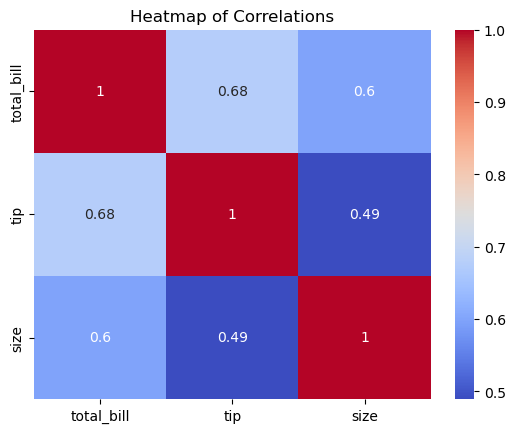 Heatmap of Correlations
total_bill
1
0.68
0.6
tip
0.68
1
0.49
size
0.6
0.49
1
total_bill
tip
size
1.0
0.9
0.8
0.7
0.6
0.5